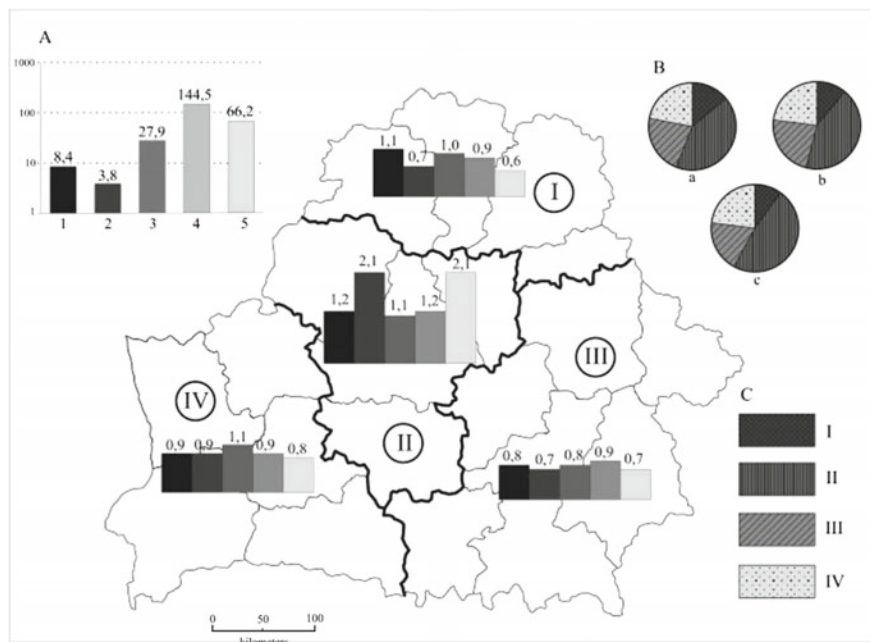 A
1000
100
10
1
8,4
3,8
27,9
144,5
66,2
1 2 3 4 5
B
a
b
c
1,1 0,7 1,0 0,9 0,6
I
1,2 2,1 1,1 1,2 2,1
III
IV
II
0,9 0,9 1,1 0,9 0,8
0,8 0,7 0,8 0,9 0,7
C
I
II
III
IV
0 50 100
kilometers